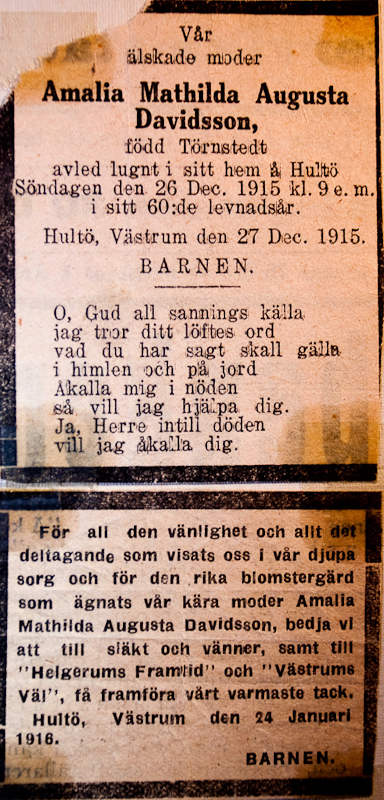 Vår
älskade moder
Amalia Mathilda Augusta
Davidsson,
född Törnstedt
avled lugnt i sitt hem å Hultö
Söndagen den 26 Dec. 1915 kl. 9 e. m.
i sitt 60:de levnadsår.
Hultö, Västrum den 27 Dec. 1915.
BARNEN.
O, Gud all sannings källa
jag tror ditt löftes ord
vad du har sagt skall gälla
i himlen och på jord
Åkalla mig i nöden
så vill jag hjälpa dig.
Ja, Herre intill döden
vill jag åkalla dig.
För all den vänlighet och allt det
deltagande som visats oss i vår djupa
sorg och för den rika blomstergärd
som ägnats vår kära moder Amalia
Mathilda Augusta Davidsson, bedja vi
att till släkt och vänner, samt till
"Helgerums Framtid" och "Västrums
Väl", få framföra vårt varmaste tack.
Hultö, Västrum den 24 Januari
1916.
BARNEN.